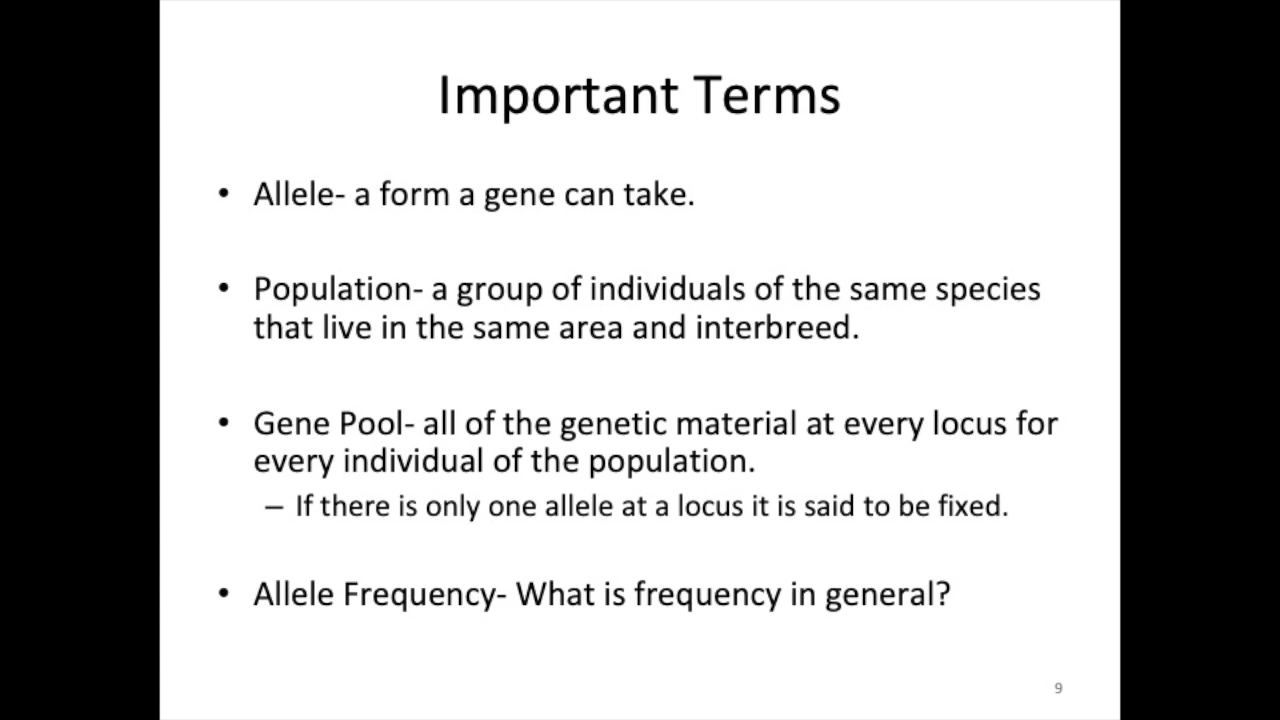 Important Terms
• Allele- a form a gene can take.
• Population- a group of individuals of the same species
that live in the same area and interbreed.
• Gene Pool- all of the genetic material at every locus for
every individual of the population.
– If there is only one allele at a locus it is said to be fixed.
• Allele Frequency- What is frequency in general?
9